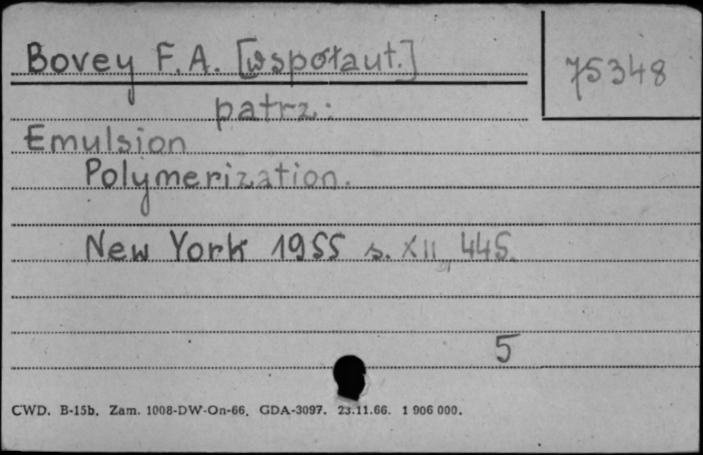 Bovey F.A. [współaut.]
75348
patrz:
Emulsion
Polymerization.
New York 1955 s. XII, 445.
5
CWD. B-15b. Zam. 1008-DW-On-66. GDA-3097. 23.11.66. 1 906 000.